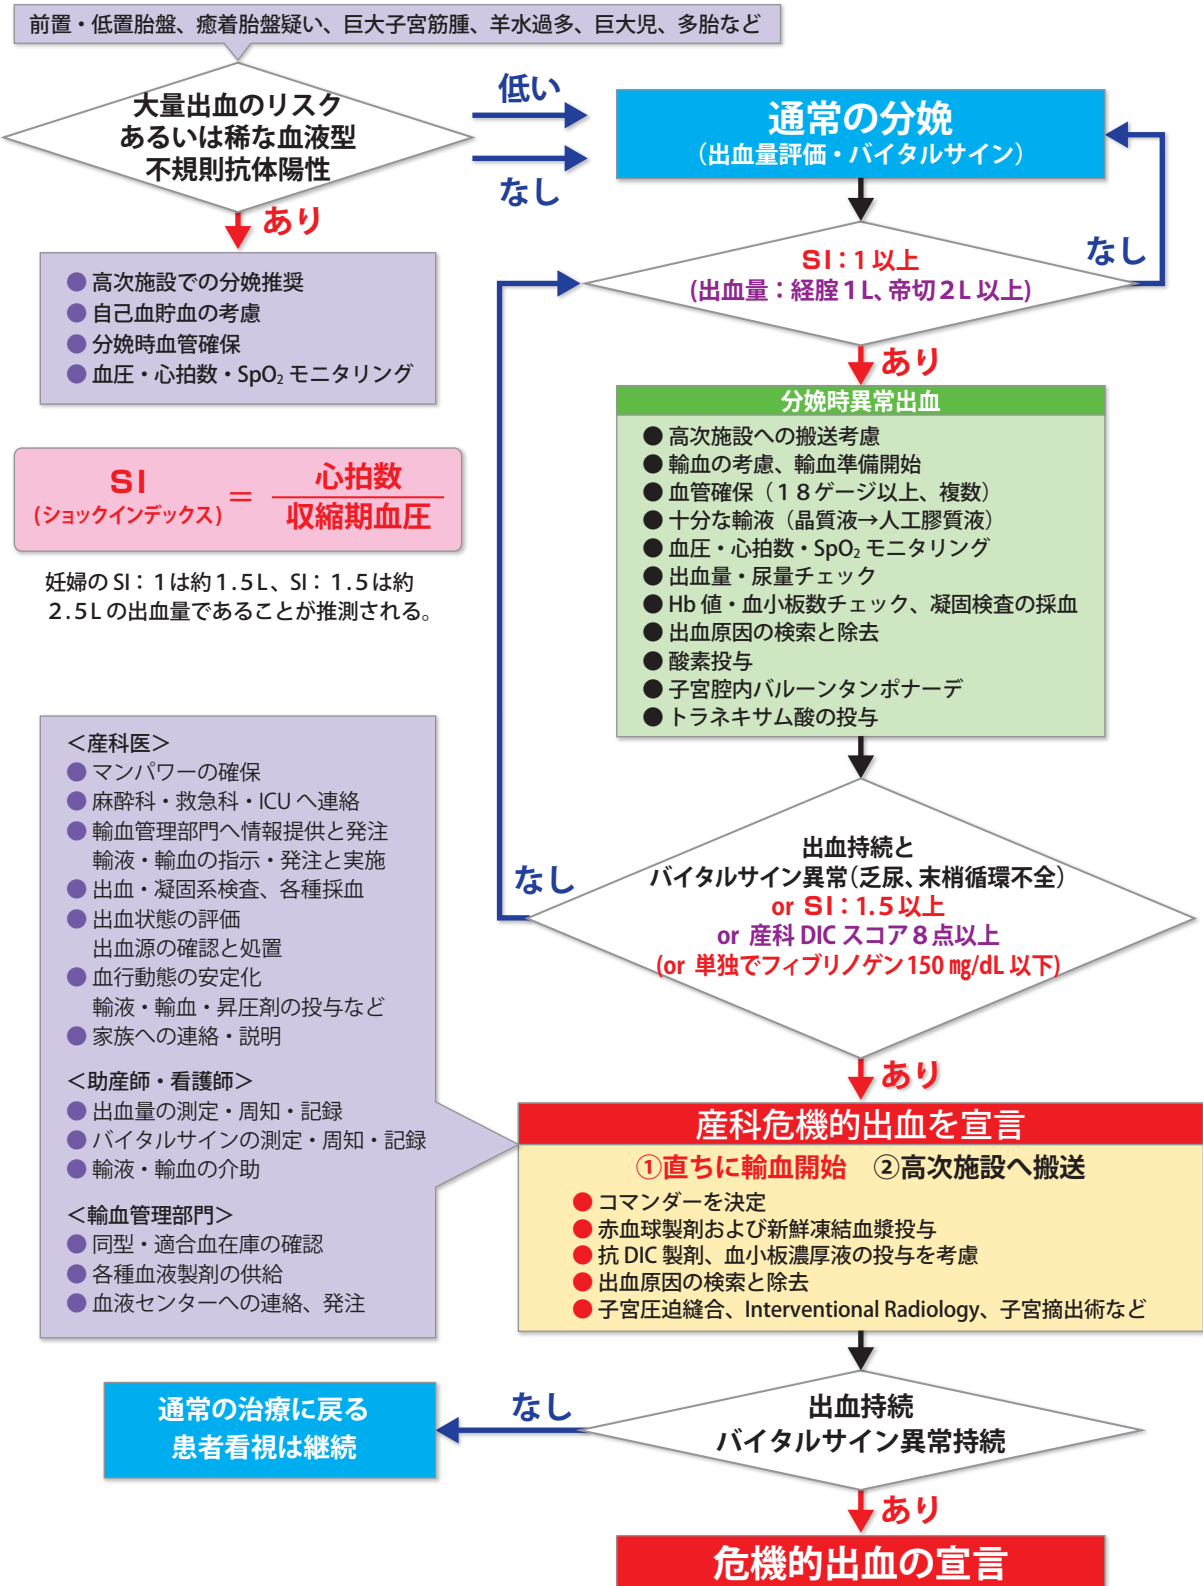 前置・低置胎盤、癒着胎盤疑い、巨大子宮筋腫、羊水過多、巨大児、多胎など
大量出血のリスク
あるいは稀な血液型
不規則抗体陽性
低い
なし
あり
通常の分娩
（出血量評価・バイタルサイン）
● 高次施設での分娩推奨
● 自己血貯血の考慮
● 分娩時血管確保
● 血圧・心拍数・SpO₂ モニタリング
SI：1 以上
(出血量：経腟１L、帝切２L 以上)
なし
あり
SI
(ショックインデックス)
＝
心拍数
収縮期血圧
妊婦の SI：１は約１.５L、SI：１.５は約
２.５L の出血量であることが推測される。
分娩時異常出血
● 高次施設への搬送考慮
● 輸血の考慮、輸血準備開始
● 血管確保（１８ゲージ以上、複数）
● 十分な輸液（晶質液→人工膠質液）
● 血圧・心拍数・SpO₂ モニタリング
● 出血量・尿量チェック
● Hb 値・血小板数チェック、凝固検査の採血
● 出血原因の検索と除去
● 酸素投与
● 子宮腔内バルーンタンポナーデ
● トラネキサム酸の投与
出血持続と
バイタルサイン異常（乏尿、末梢循環不全）
or SI：1.5 以上
or 産科 DIC スコア８点以上
(or 単独でフィブリノゲン 150 ㎎/dL 以下)
なし
あり
＜産科医＞
● マンパワーの確保
● 麻酔科・救急科・ICU へ連絡
● 輸血管理部門へ情報提供と発注
輸液・輸血の指示・発注と実施
● 出血・凝固系検査、各種採血
● 出血状態の評価
出血源の確認と処置
● 血行動態の安定化
輸液・輸血・昇圧剤の投与など
● 家族への連絡・説明
＜助産師・看護師＞
● 出血量の測定・周知・記録
● バイタルサインの測定・周知・記録
● 輸液・輸血の介助
＜輸血管理部門＞
● 同型・適合血在庫の確認
● 各種血液製剤の供給
● 血液センターへの連絡、発注
産科危機的出血を宣言
①直ちに輸血開始　②高次施設へ搬送
● コマンダーを決定
● 赤血球製剤および新鮮凍結血漿投与
● 抗 DIC 製剤、血小板濃厚液の投与を考慮
● 出血原因の検索と除去
● 子宮圧迫縫合、Interventional Radiology、子宮摘出術など
出血持続
バイタルサイン異常持続
なし
通常の治療に戻る
患者看視は継続
あり
危機的出血の宣言